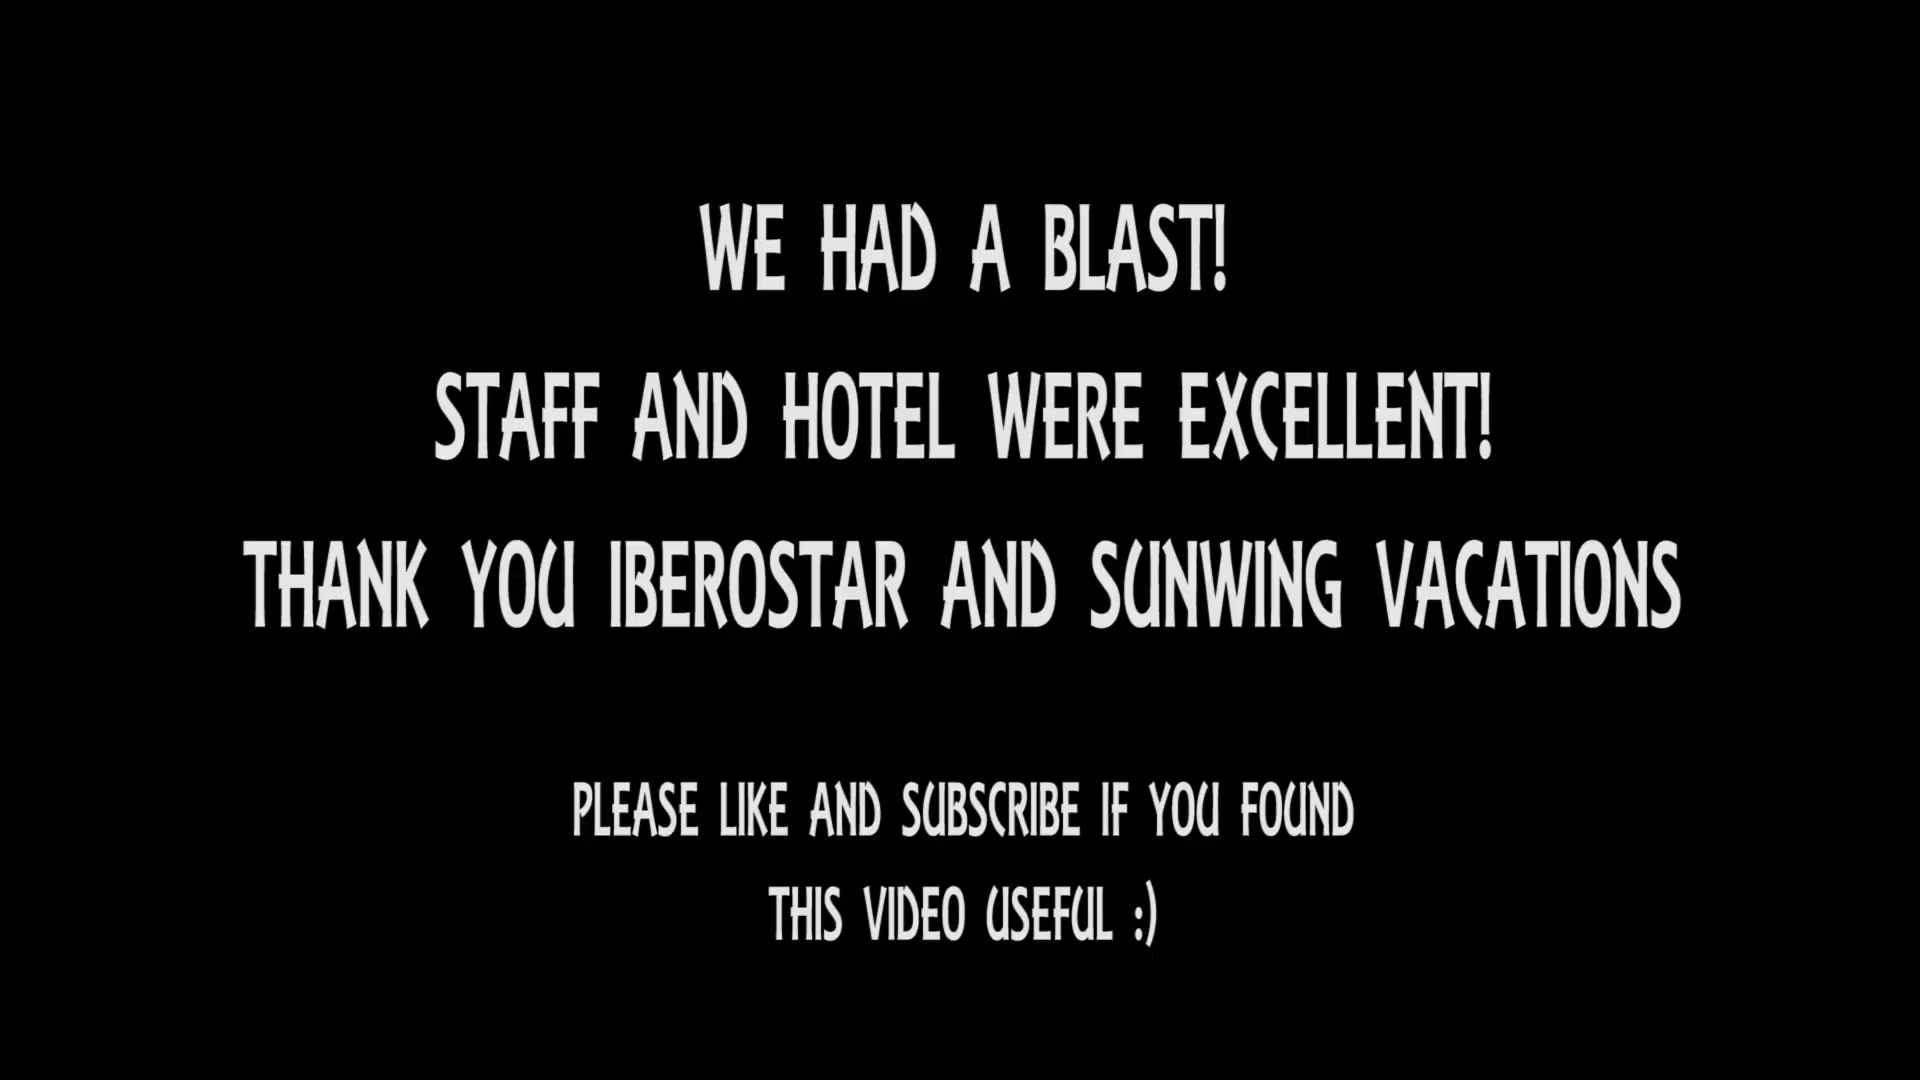 WE HAD A BLAST!
STAFF AND HOTEL WERE EXCELLENT!
THANK YOU IBEROSTAR AND SUNWING VACATIONS
PLEASE LIKE AND SUBSCRIBE IF YOU FOUND
THIS VIDEO USEFUL :)